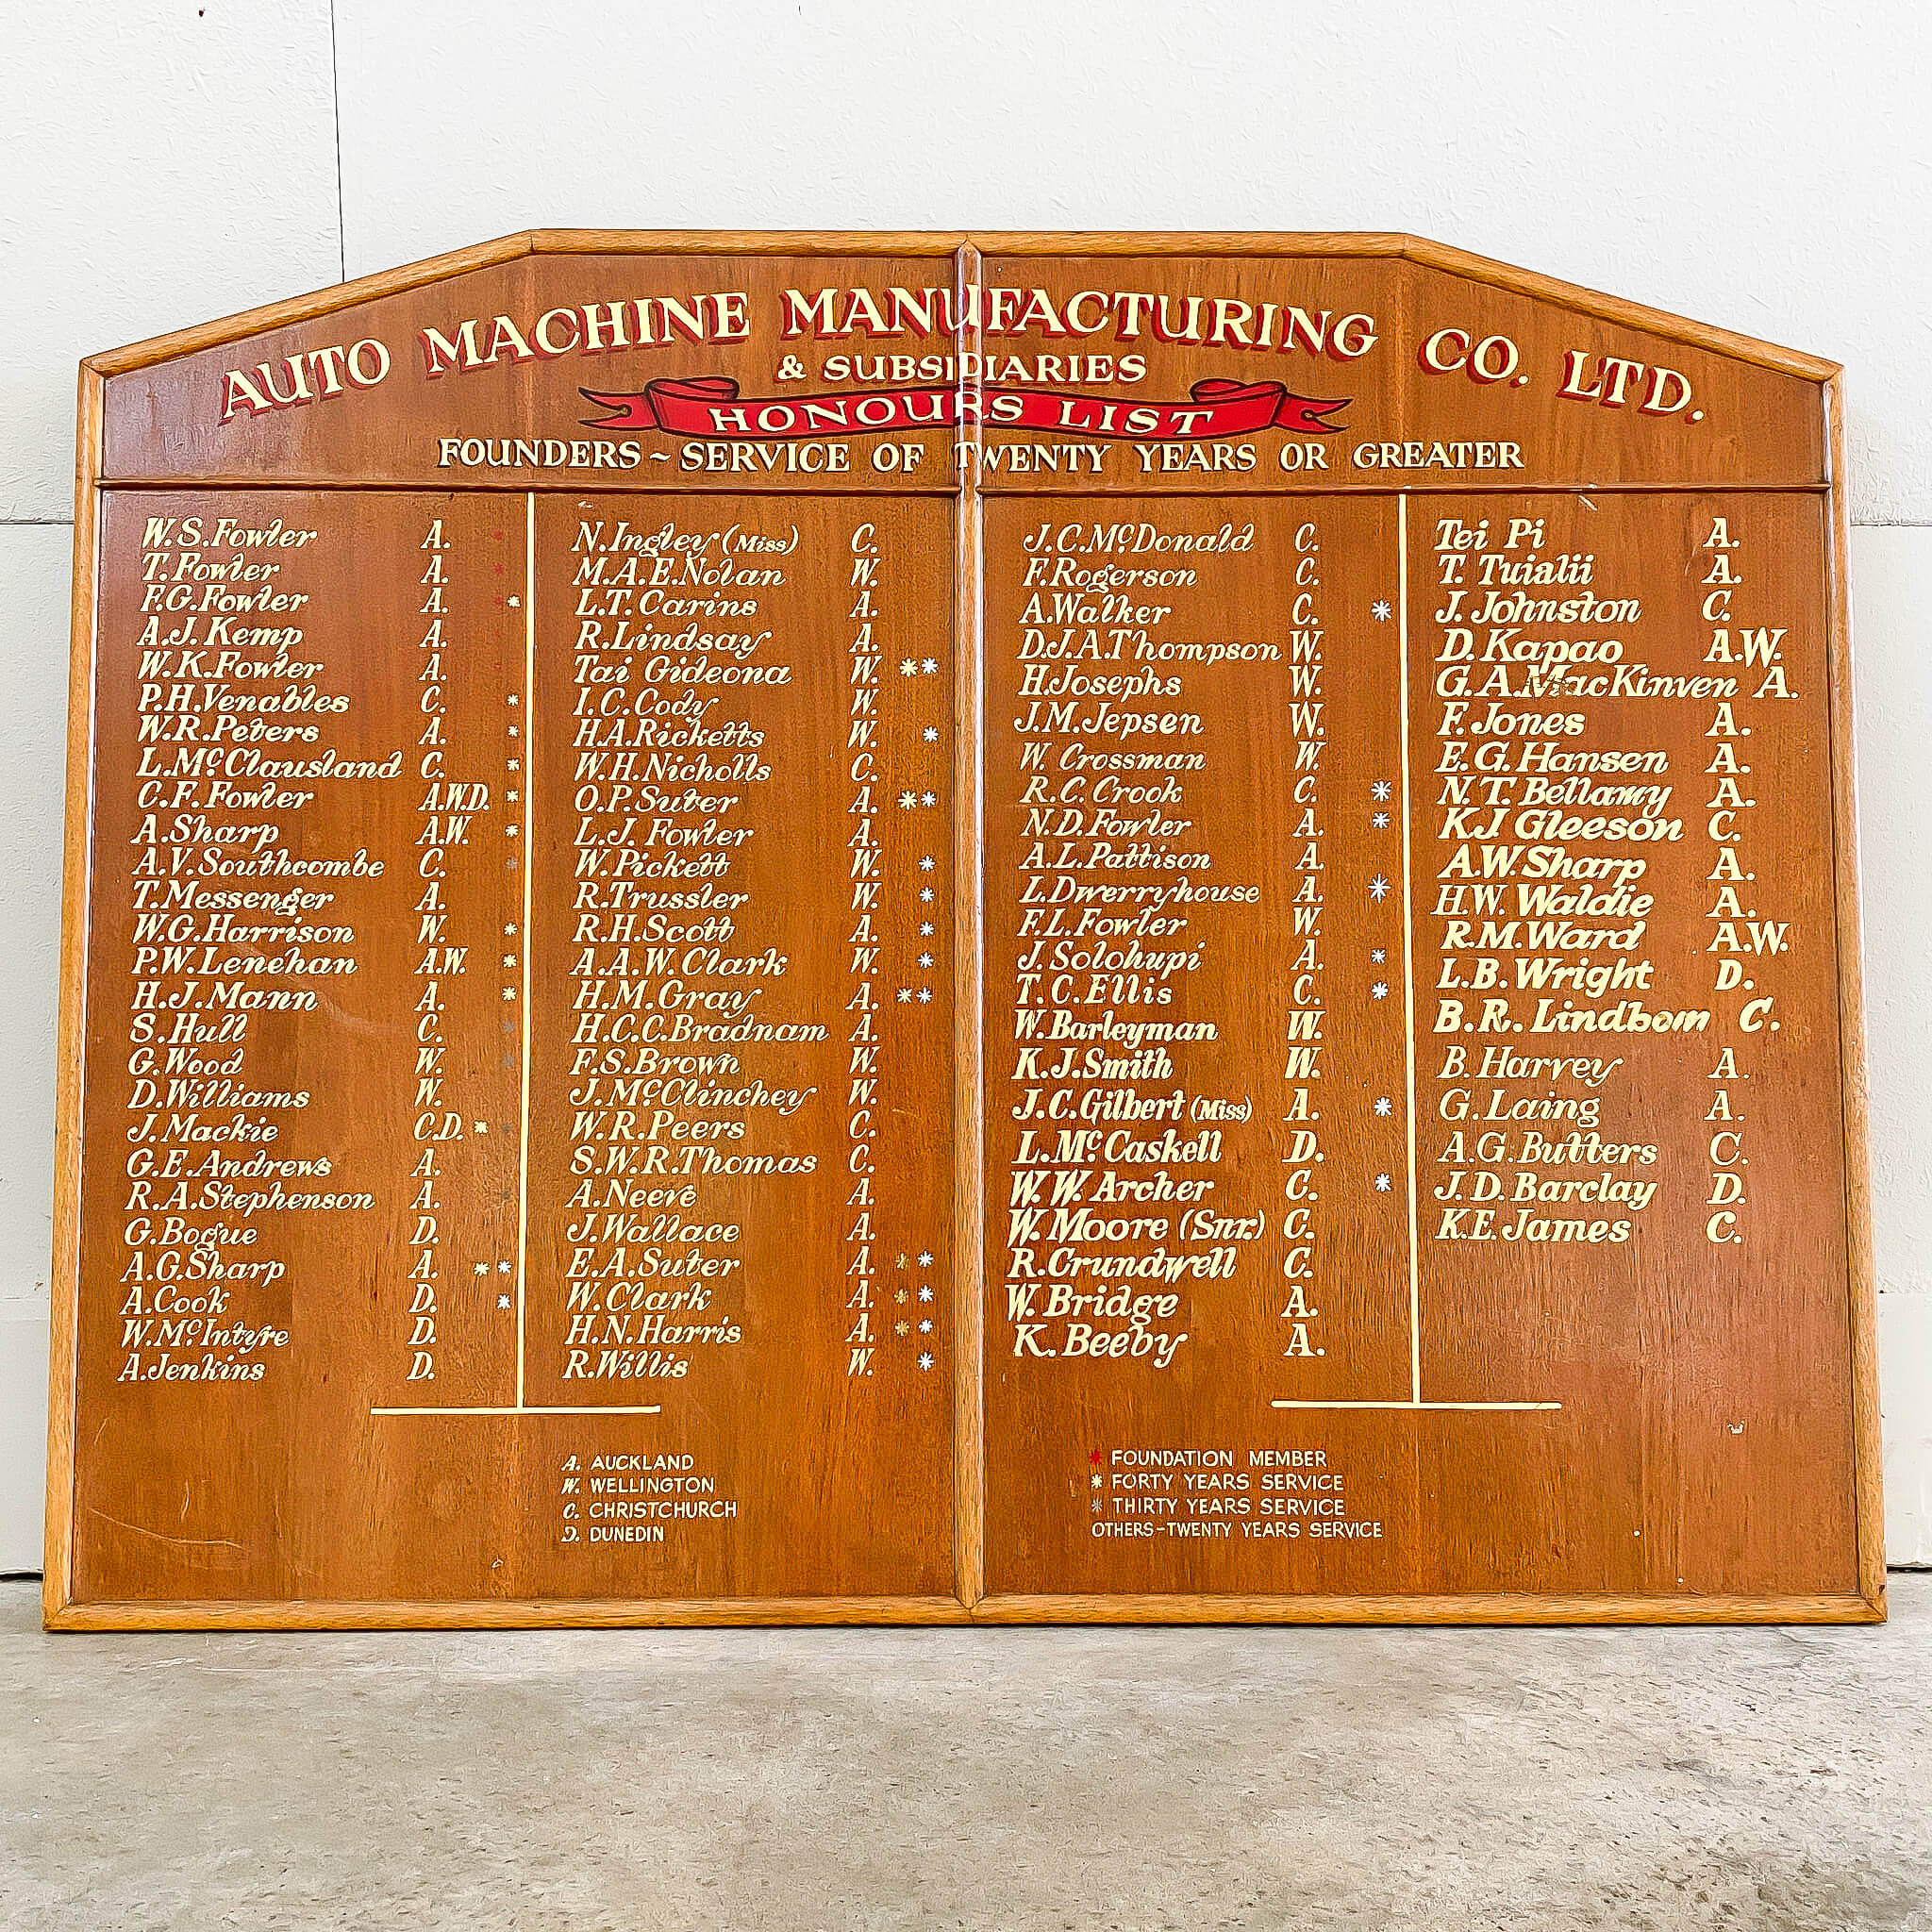 AUTO MACHINE MANUFACTURING CO. LTD.
& SUBSIDIARIES
HONOURS LIST
FOUNDERS ~ SERVICE OF TWENTY YEARS OR GREATER
W.S.Fowler A. *
T.Fowler A. *
F.G.Fowler A. * *
A.J.Kemp A. *
W.K.Fowler A. *
P.H.Venables C. *
W.R.Peters A. *
L.McClausland C. *
C.F.Fowler A.W.D. *
A.Sharp A.W. *
A.V.Southcombe C. *
T.Messenger A.
W.G.Harrison W. *
P.W.Lenehan A.W. *
H.J.Mann A. *
S.Hull C. *
G.Wood W. *
D.Williams W.
J.Mackie C.D. * *
G.E.Andrews A.
R.A.Stephenson A. *
G.Bogue D.
A.G.Sharp A. * *
A.Cook D. *
W.McIntyre D.
A.Jenkins D.
N.Ingley (Miss) C.
M.A.E.Nolan W.
L.T.Carins A.
R.Lindsay A.
Tai Gideona W. * *
I.C.Cody W.
H.A.Ricketts W. *
W.H.Nicholls C.
O.P.Suter A. * *
L.J.Fowler A.
W.Pickett W. *
R.Trussler W. *
R.H.Scott A. *
A.A.W.Clark W. *
H.M.Gray A. * *
H.C.C.Bradnam A.
F.S.Brown W.
J.McClinchey W.
W.R.Peers C.
S.W.R.Thomas C.
A.Neeve A.
J.Wallace A.
E.A.Suter A. * *
W.Clark A. * *
H.N.Harris A. * *
R.Willis W. *
A. AUCKLAND
W. WELLINGTON
C. CHRISTCHURCH
D. DUNEDIN
J.C.McDonald C.
F.Rogerson C.
A.Walker C. *
D.J.A.Thompson W.
H.Josephs W.
J.M.Jepsen W.
W. Crossman W.
R.C.Crook C. *
N.D.Fowler A. *
A.L.Pattison A.
L.Dwerryhouse A. *
F.L.Fowler W.
J.Solohupi A. *
T.C.Ellis C. *
W.Barleyman W.
K.J.Smith W.
J.C.Gilbert (Miss) A. *
L.McCaskell D.
W.W.Archer C. *
W.Moore (Snr.) C.
R.Crundwell C.
W.Bridge A.
K.Beeby A.
Tei Pi A.
T. Tuialii A.
J. Johnston C.
D.Kapao A.W.
G.A.MacKinven A.
F.Jones A.
E.G.Hansen A.
N.T.Bellamy A.
KJ Gleeson C.
A.W.Sharp A.
H.W.Waldie A.
R.M.Ward A.W.
L.B.Wright D.
B.R.Lindbom C.
B.Harvey A.
G.Laing A.
A.G.Butters C.
J.D.Barclay D.
K.E.James C.
* FOUNDATION MEMBER
* FORTY YEARS SERVICE
* THIRTY YEARS SERVICE
OTHERS-TWENTY YEARS SERVICE